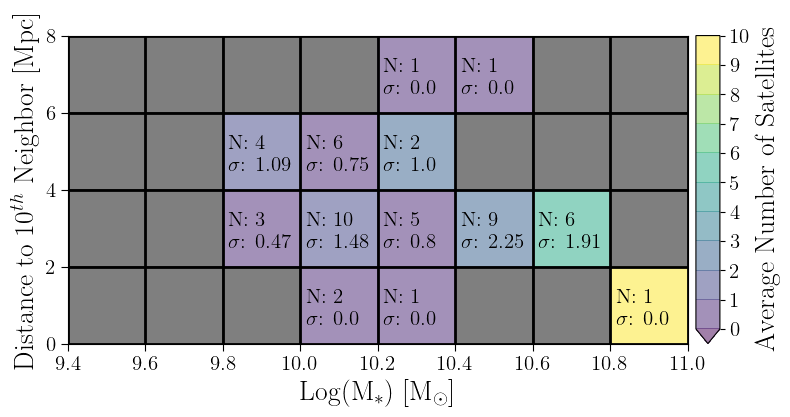 8
6
4
2
0
Distance to 10^{th} Neighbor [Mpc]
N: 1
σ: 0.0
N: 1
σ: 0.0
N: 4
σ: 1.09
N: 6
σ: 0.75
N: 2
σ: 1.0
N: 3
σ: 0.47
N: 10
σ: 1.48
N: 5
σ: 0.8
N: 9
σ: 2.25
N: 6
σ: 1.91
N: 2
σ: 0.0
N: 1
σ: 0.0
N: 1
σ: 0.0
9.4 9.6 9.8 10.0 10.2 10.4 10.6 10.8 11.0
Log(M_*) [M_⊙]
10
9
8
7
6
5
4
3
2
1
0
Average Number of Satellites